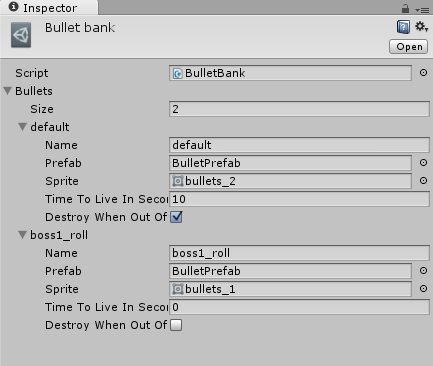 Inspector
Bullet bank
Open
Script BulletBank
Bullets
Size 2
default
Name default
Prefab BulletPrefab
Sprite bullets_2
Time To Live In Secor 10
Destroy When Out Of
boss1_roll
Name boss1_roll
Prefab BulletPrefab
Sprite bullets_1
Time To Live In Secor 0
Destroy When Out Of